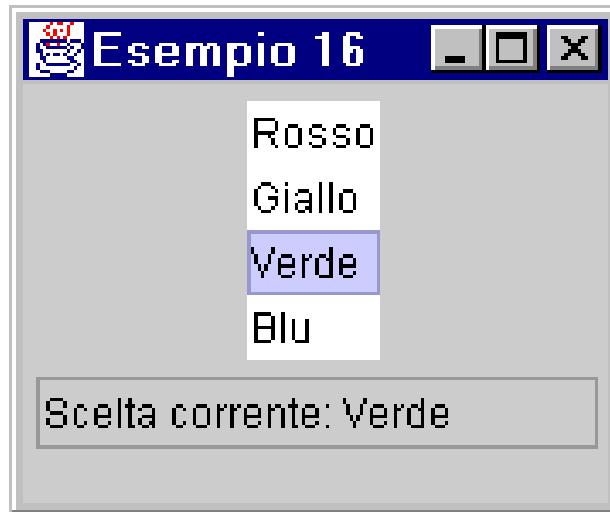 Esempio 16
Rosso
Giallo
Verde
Blu
Scelta corrente: Verde